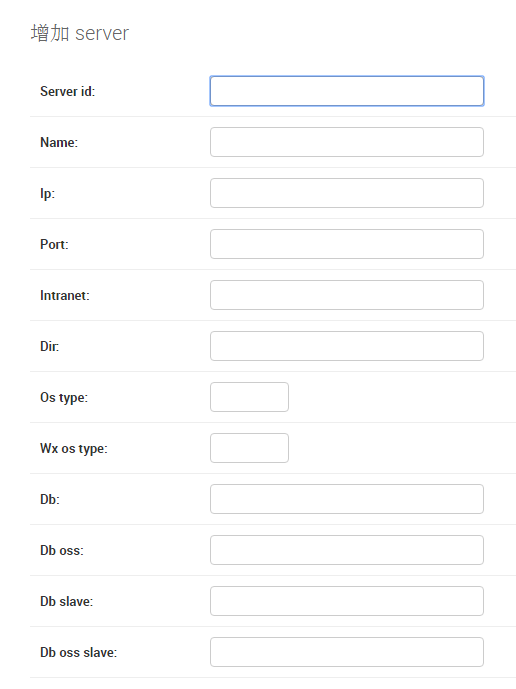 增加 server
Server id:
Name:
Ip:
Port:
Intranet:
Dir:
Os type:
Wx os type:
Db:
Db oss:
Db slave:
Db oss slave: